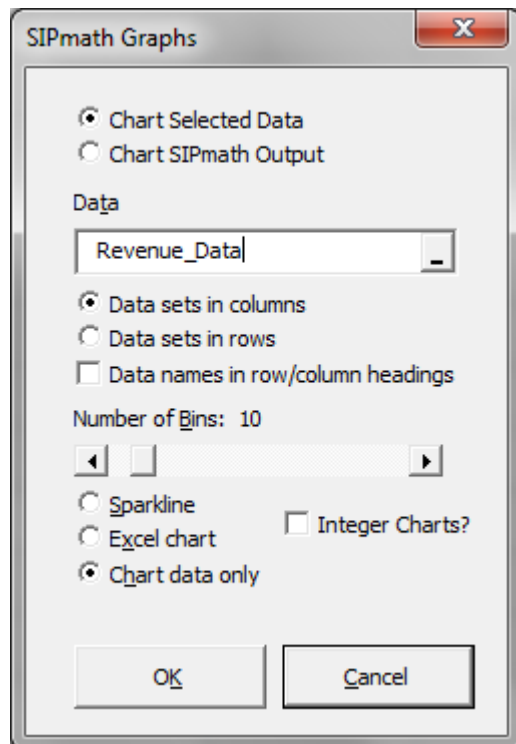 SIPmath Graphs
Chart Selected Data
Chart SIPmath Output
Data
Revenue_Data
Data sets in columns
Data sets in rows
Data names in row/column headings
Number of Bins: 10
Sparkline
Integer Charts?
Excel chart
Chart data only
OK
Cancel